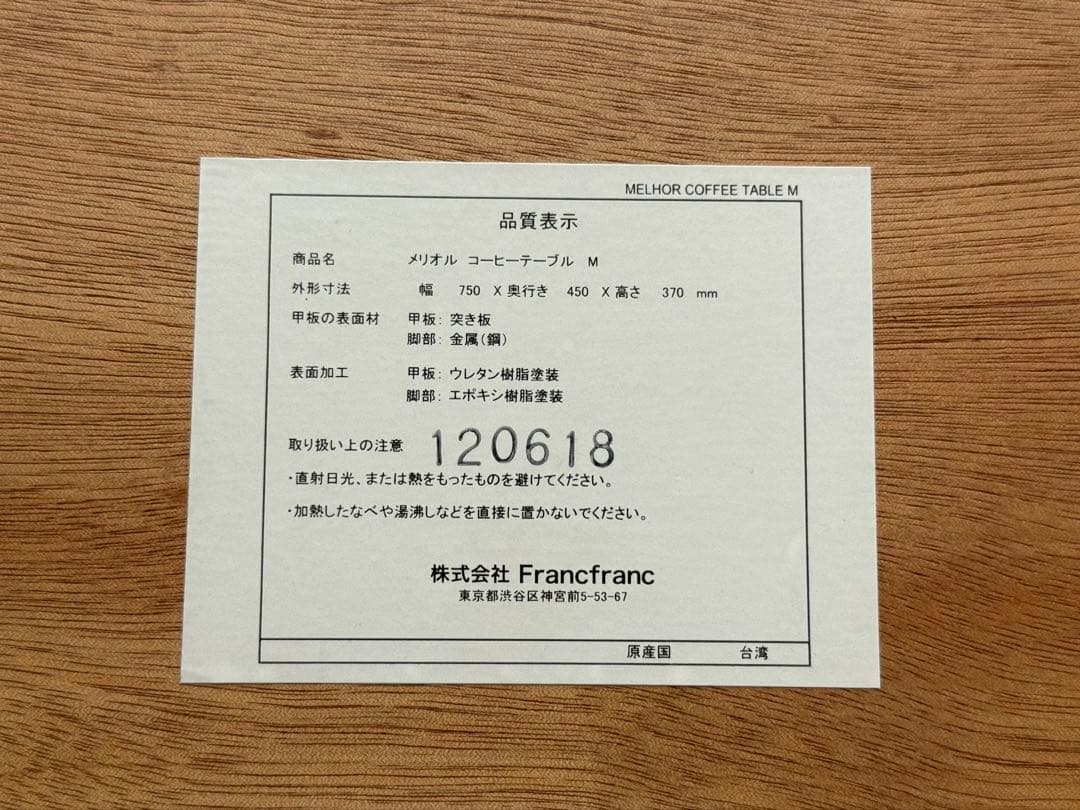 MELHOR COFFEE TABLE M
品質表示
商品名 メリオル コーヒーテーブル M
外形寸法 幅 750 X 奥行き 450 X 高さ 370 mm
甲板の表面材 甲板: 突き板
脚部: 金属(鋼)
表面加工 甲板: ウレタン樹脂塗装
脚部: エポキシ樹脂塗装
取り扱い上の注意 120618
・直射日光、または熱をもったものを避けてください。
・加熱したなべや湯沸しなどを直接に置かないでください。
株式会社 Francfranc
東京都渋谷区神宮前5-53-67
原産国 台湾